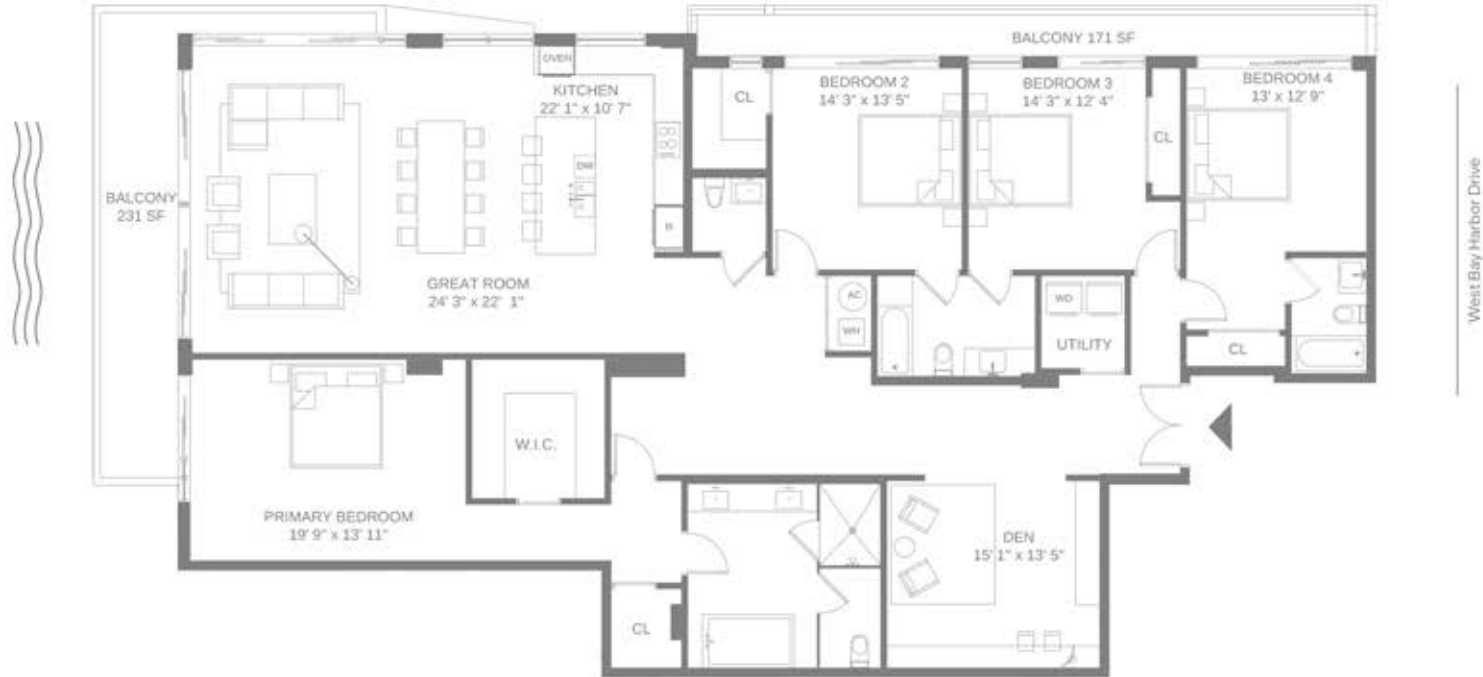 BALCONY 171 SF
OVEN
KITCHEN
22' 1" x 10' 7"
CL
BEDROOM 2
14' 3" x 13' 5"
BEDROOM 3
14' 3" x 12' 4"
CL
BEDROOM 4
13' x 12' 9"
DW
BALCONY
231 SF
R
GREAT ROOM
24' 3" x 22' 1"
AC
WH
WD
UTILITY
CL
West Bay Harbor Drive
W.I.C.
PRIMARY BEDROOM
19' 9" x 13' 11"
DEN
15' 1" x 13' 5"
CL